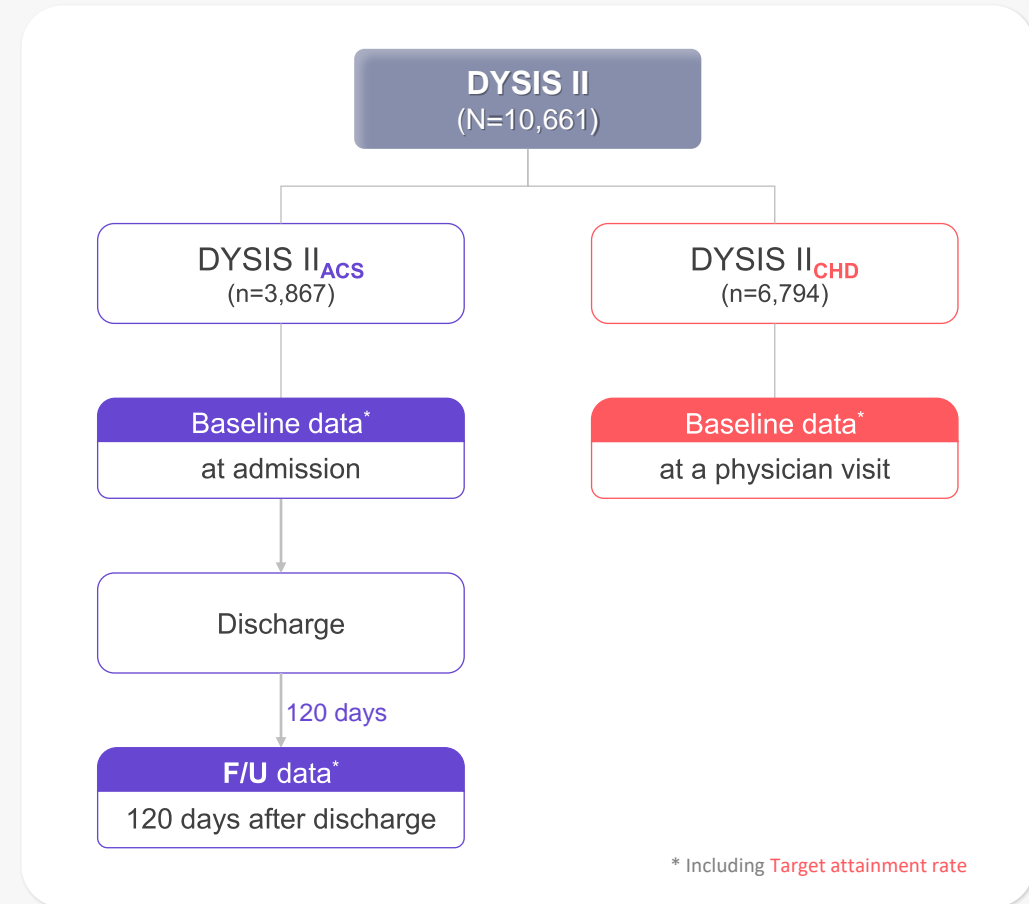 DYSIS II
(N=10,661)
DYSIS IIACS
(n=3,867)
DYSIS IICHD
(n=6,794)
Baseline data*
at admission
Baseline data*
at a physician visit
Discharge
120 days
F/U data*
120 days after discharge
* Including Target attainment rate